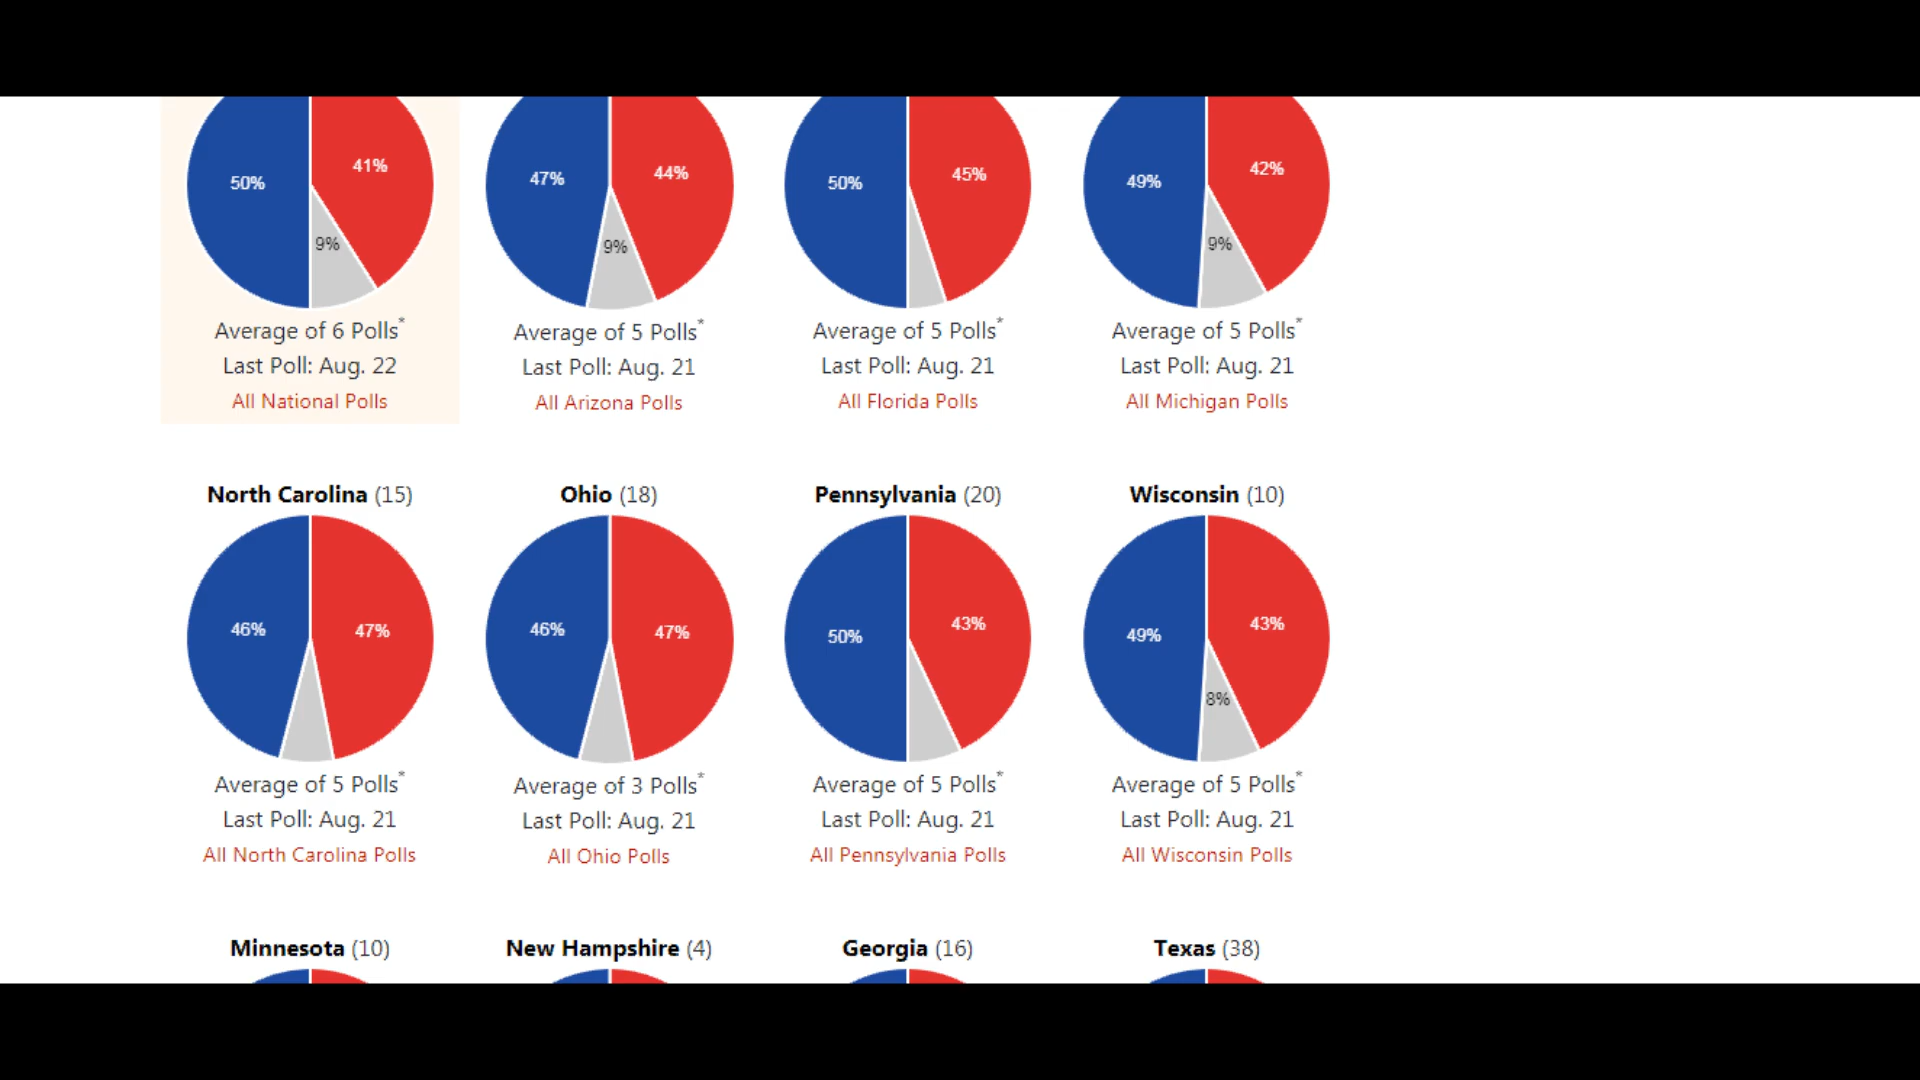 50% 41% 9%
47% 44% 9%
50% 45%
49% 42% 9%
Average of 6 Polls* Average of 5 Polls* Average of 5 Polls* Average of 5 Polls*
Last Poll: Aug. 22 Last Poll: Aug. 21 Last Poll: Aug. 21 Last Poll: Aug. 21
All National Polls All Arizona Polls All Florida Polls All Michigan Polls
North Carolina (15) Ohio (18) Pennsylvania (20) Wisconsin (10)
46% 47%
46% 47%
50% 43%
49% 43% 8%
Average of 5 Polls* Average of 3 Polls* Average of 5 Polls* Average of 5 Polls*
Last Poll: Aug. 21 Last Poll: Aug. 21 Last Poll: Aug. 21 Last Poll: Aug. 21
All North Carolina Polls All Ohio Polls All Pennsylvania Polls All Wisconsin Polls
Minnesota (10) New Hampshire (4) Georgia (16) Texas (38)